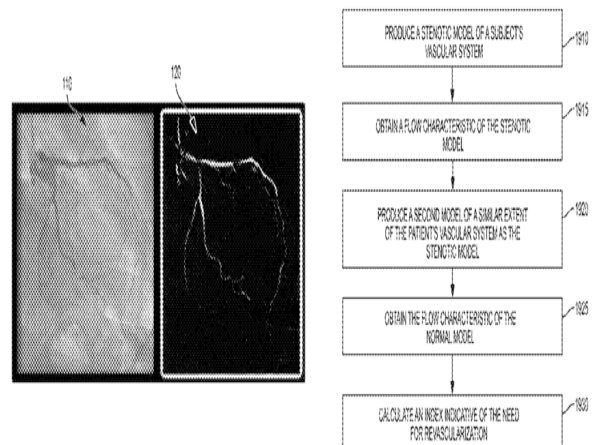 110
120
PRODUCE A STENOTIC MODEL OF A SUBJECT'S
VASCULAR SYSTEM
1910
OBTAIN A FLOW CHARACTERISTIC OF THE STENOTIC
MODEL
1915
PRODUCE A SECOND MODEL OF A SIMILAR EXTENT
OF THE PATIENT'S VASCULAR SYSTEM AS THE
STENOTIC MODEL
1920
OBTAIN THE FLOW CHARACTERISTIC OF THE
NORMAL MODEL
1925
CALCULATE AN INDEX INDICATIVE OF THE NEED
FOR REVASCULARIZATION
1930